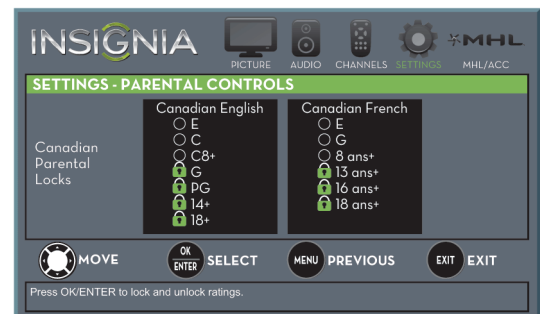 INSIGNIA
PICTURE AUDIO CHANNELS SETTINGS MHL MHL/ACC
SETTINGS - PARENTAL CONTROLS
Canadian
Parental
Locks
Canadian English
E
C
C8+
G
PG
14+
18+
Canadian French
E
G
8 ans+
13 ans+
16 ans+
18 ans+
MOVE OK ENTER SELECT MENU PREVIOUS EXIT EXIT
Press OK/ENTER to lock and unlock ratings.